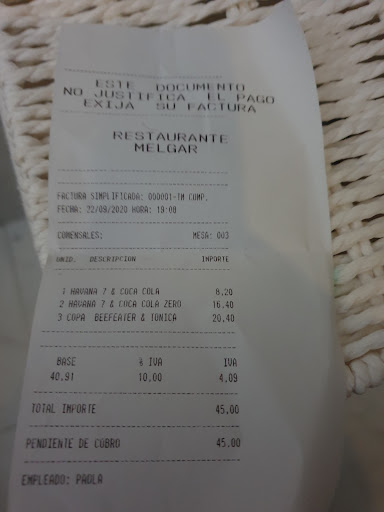 ESTE DOCUMENTO
NO JUSTIFICA EL PAGO
EXIJA SU FACTURA
RESTAURANTE
MELGAR
FACTURA SIMPLIFICADA: 000001-TM COMP.
FECHA: 22/09/2020 HORA: 19:08
COMENSALES: MESA: 003
UNID. DESCRIPCION IMPORTE
1 HAVANA 7 & COCA COLA 8,20
2 HAVANA 7 & COCA COLA ZERO 16,40
3 COPA BEEFEATER & TONICA 20,40
BASE % IVA IVA
40,91 10,00 4,09
TOTAL IMPORTE 45,00
PENDIENTE DE COBRO 45,00
EMPLEADO: PAOLA